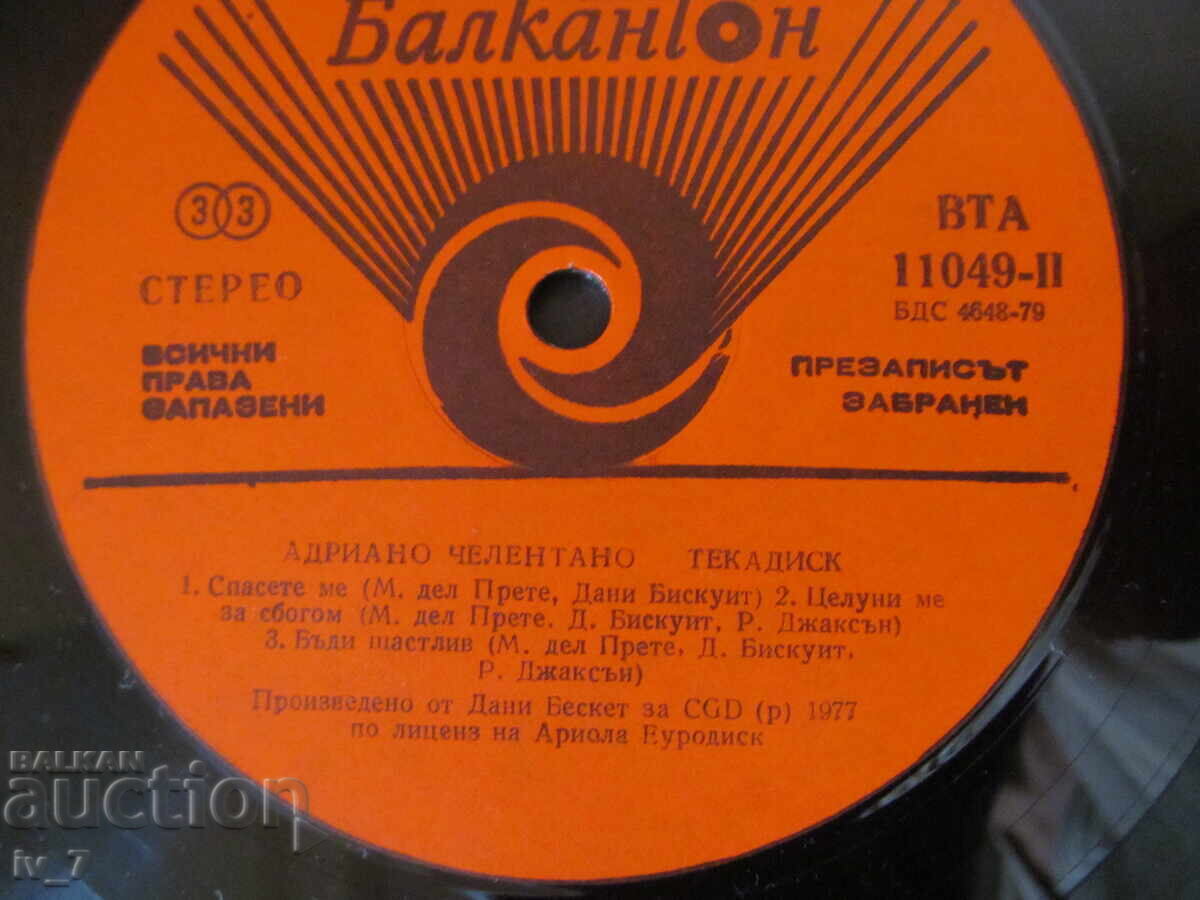 Балкантон
33
СТЕРЕО
ВСИЧКИ
ПРАВА
ЗАПАЗЕНИ
ВТА
11049-II
БДС 4648-79
ПРЕЗАПИСЪТ
ЗАБРАНЕН
АДРИАНО ЧЕЛЕНТАНО ТЕКАДИСК
1. Спасете ме (М. дел Прете, Дани Бискуит) 2. Целуни ме
за сбогом (М. дел Прете. Д. Бискуит, Р. Джаксън)
3. Бъди щастлив (М. дел Прете, Д. Бискуит,
Р. Джаксън)
Произведено от Дани Бескет за CGD (p) 1977
по лиценз на Ариола Еуродиск
BALKAN
auction
iv_7